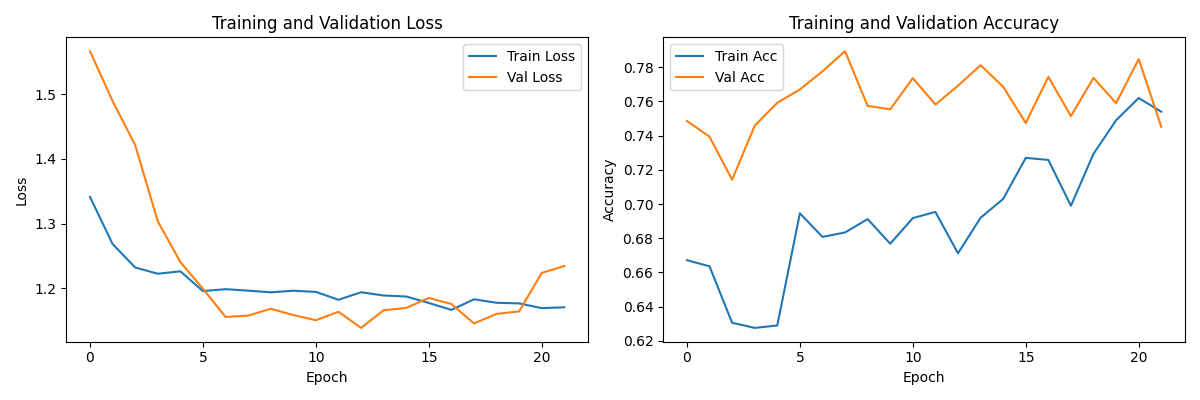 Training and Validation Loss
Train Loss
Val Loss
Loss
1.5
1.4
1.3
1.2
0 5 10 15 20
Epoch
Training and Validation Accuracy
Train Acc
Val Acc
Accuracy
0.78
0.76
0.74
0.72
0.70
0.68
0.66
0.64
0.62
0 5 10 15 20
Epoch